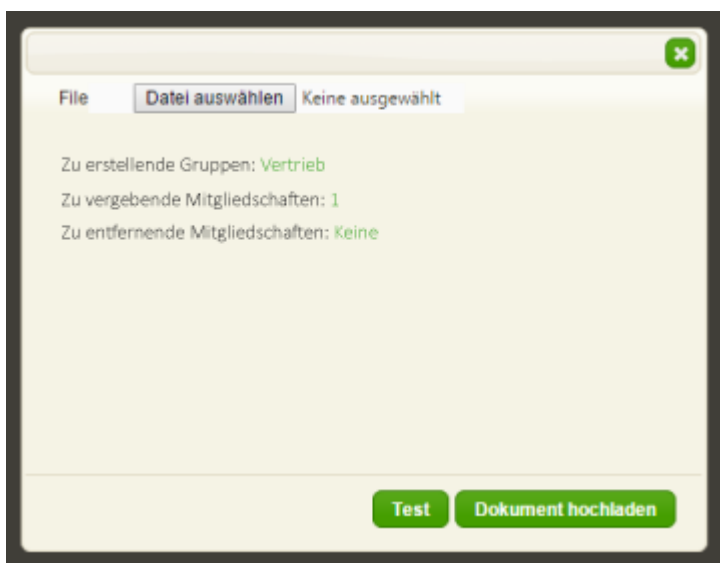 File Datei auswählen Keine ausgewählt
Zu erstellende Gruppen: Vertrieb
Zu vergebende Mitgliedschaften: 1
Zu entfernende Mitgliedschaften: Keine
Test Dokument hochladen